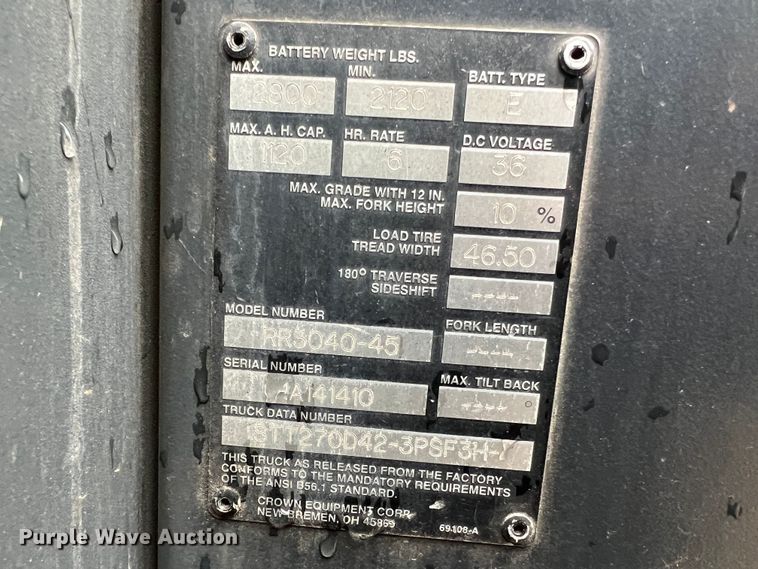 BATTERY WEIGHT LBS.
MAX. MIN. BATT. TYPE
2800 2120 E
MAX. A. H. CAP. HR. RATE D.C VOLTAGE
1120 6 36
MAX. GRADE WITH 12 IN.
MAX. FORK HEIGHT 10 %
LOAD TIRE
TREAD WIDTH 46.50
180° TRAVERSE
SIDESHIFT ----
MODEL NUMBER FORK LENGTH
RR3040-45 ----
SERIAL NUMBER MAX. TILT BACK
1A141410 ---- °
TRUCK DATA NUMBER
THIS TRUCK AS RELEASED FROM THE FACTORY
CONFORMS TO THE MANDATORY REQUIREMENTS
OF THE ANSI B56.1 STANDARD.
CROWN EQUIPMENT CORP.
NEW BREMEN, OH 45869 69108-A
Purple Wave Auction